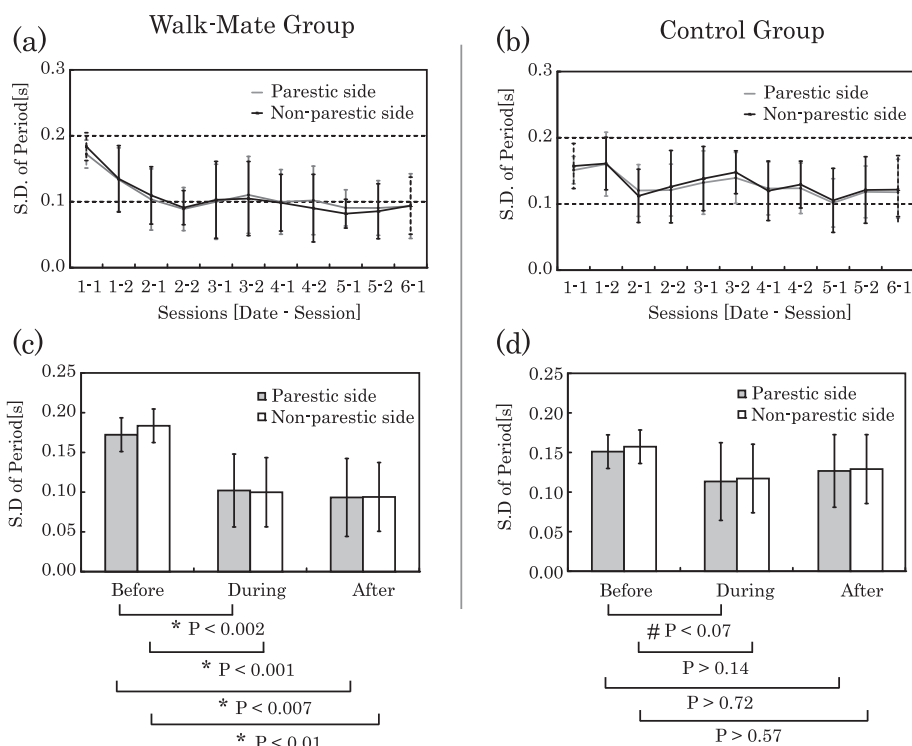 Walk-Mate Group
Control Group
(a)
S.D. of Period[s]
0.3
0.2
0.1
0.0
Parestic side
Non-parestic side
1-1 1-2 2-1 2-2 3-1 3-2 4-1 4-2 5-1 5-2 6-1
Sessions [Date - Session]
(b)
S.D. of Period[s]
0.3
0.2
0.1
0.0
Parestic side
Non-parestic side
1-1 1-2 2-1 2-2 3-1 3-2 4-1 4-2 5-1 5-2 6-1
Sessions [Date - Session]
(c)
S.D of Period[s]
0.25
0.20
0.15
0.10
0.05
0.00
Parestic side
Non-parestic side
Before During After
* P < 0.002
* P < 0.001
* P < 0.007
* P < 0.01
(d)
S.D of Period[s]
0.25
0.20
0.15
0.10
0.05
0.00
Parestic side
Non-parestic side
Before During After
# P < 0.07
P > 0.14
P > 0.72
P > 0.57